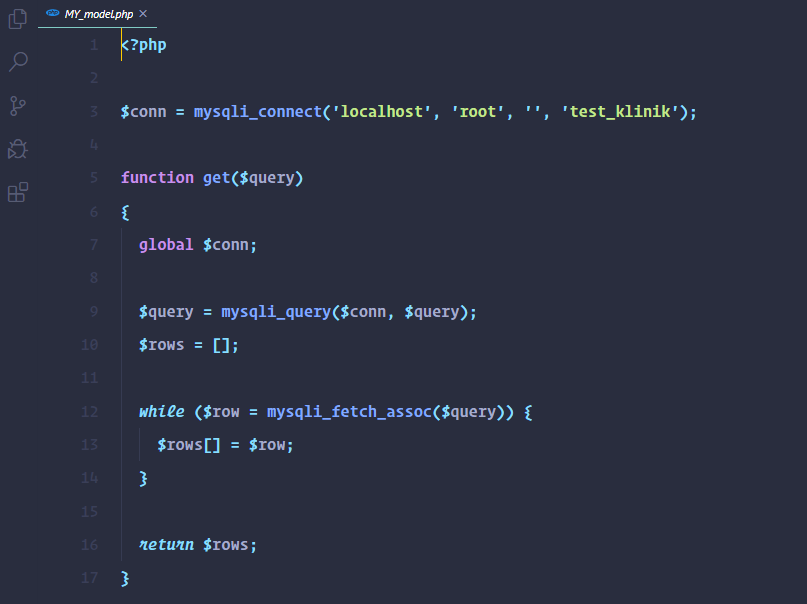 MY_model.php ×
1 <?php
2
3 $conn = mysqli_connect('localhost', 'root', '', 'test_klinik');
4
5 function get($query)
6 {
7   global $conn;
8
9   $query = mysqli_query($conn, $query);
10   $rows = [];
11
12   while ($row = mysqli_fetch_assoc($query)) {
13     $rows[] = $row;
14   }
15
16   return $rows;
17 }